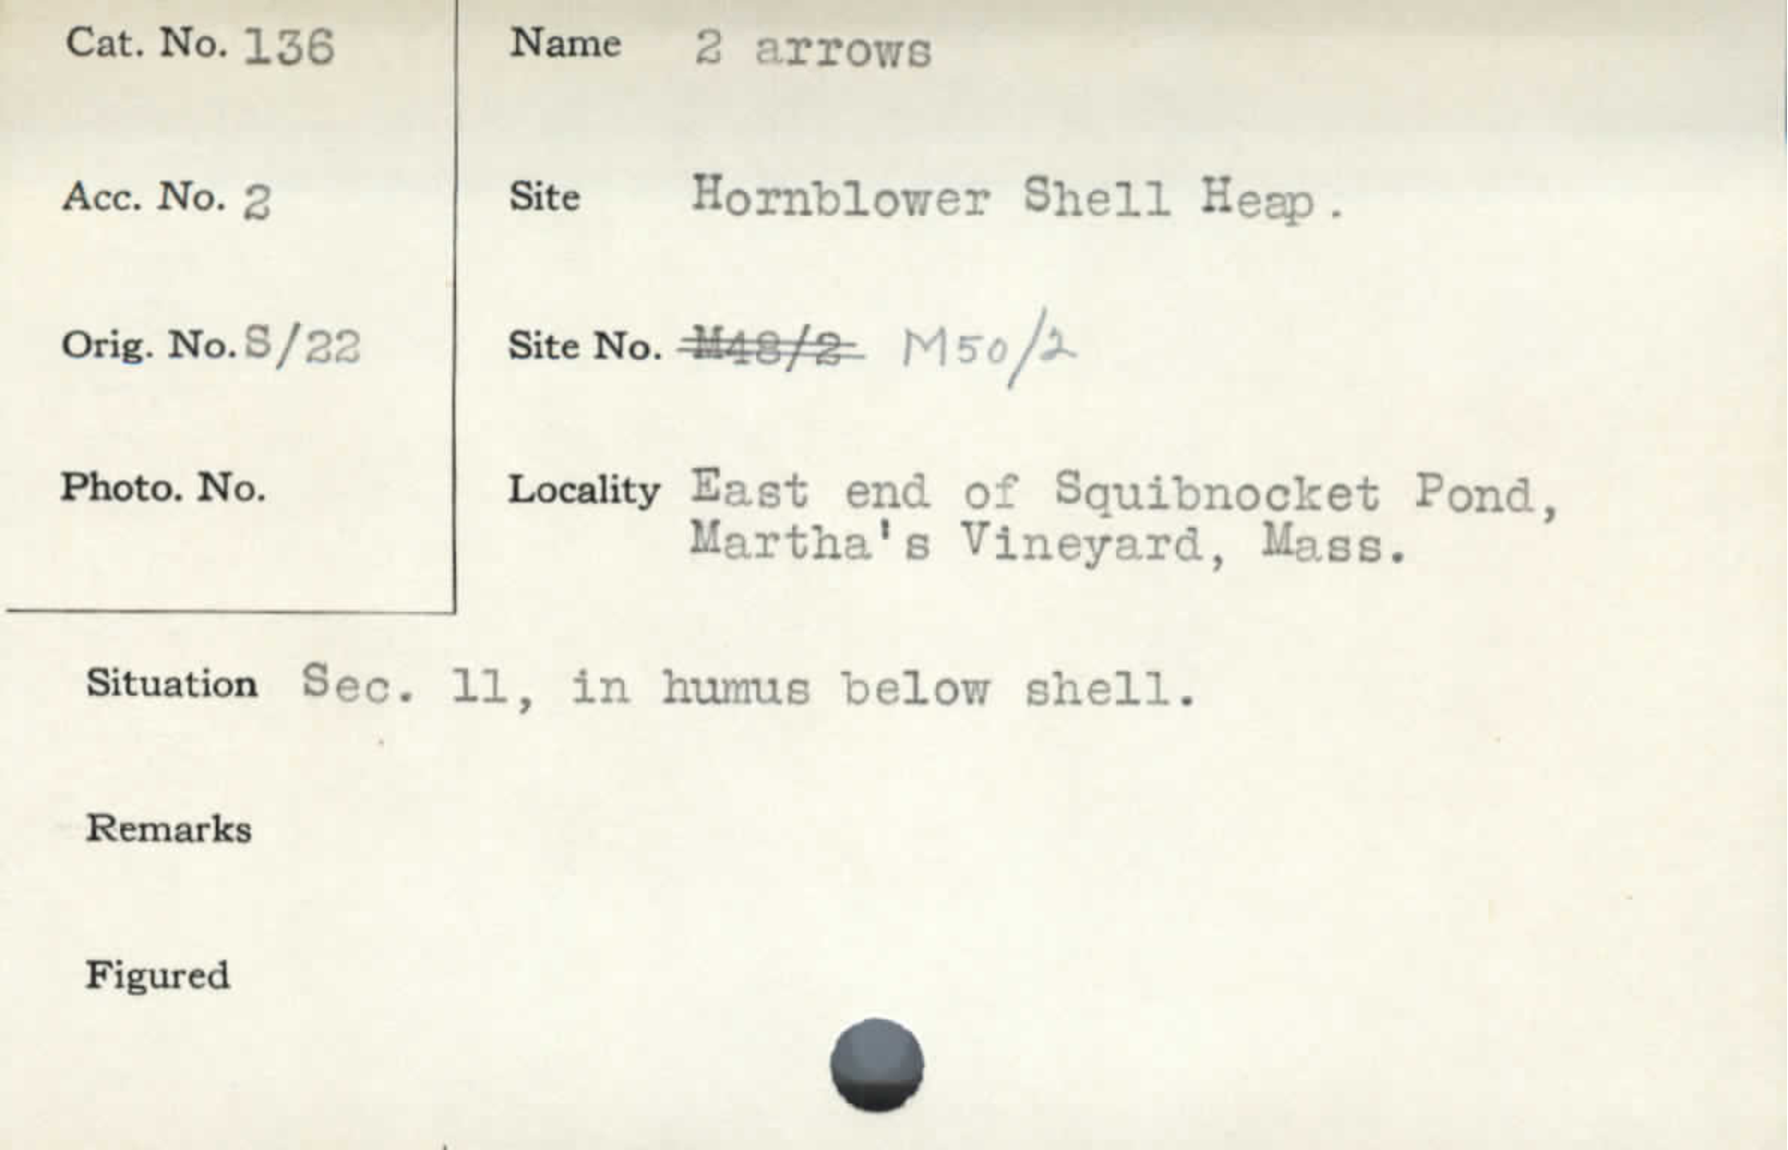 Cat. No. 136
Name 2 arrows
Acc. No. 2
Site Hornblower Shell Heap.
Orig. No. S/22
Site No. M48/2 M50/2
Photo. No.
Locality East end of Squibnocket Pond,
Martha's Vineyard, Mass.
Situation Sec. 11, in humus below shell.
Remarks
Figured